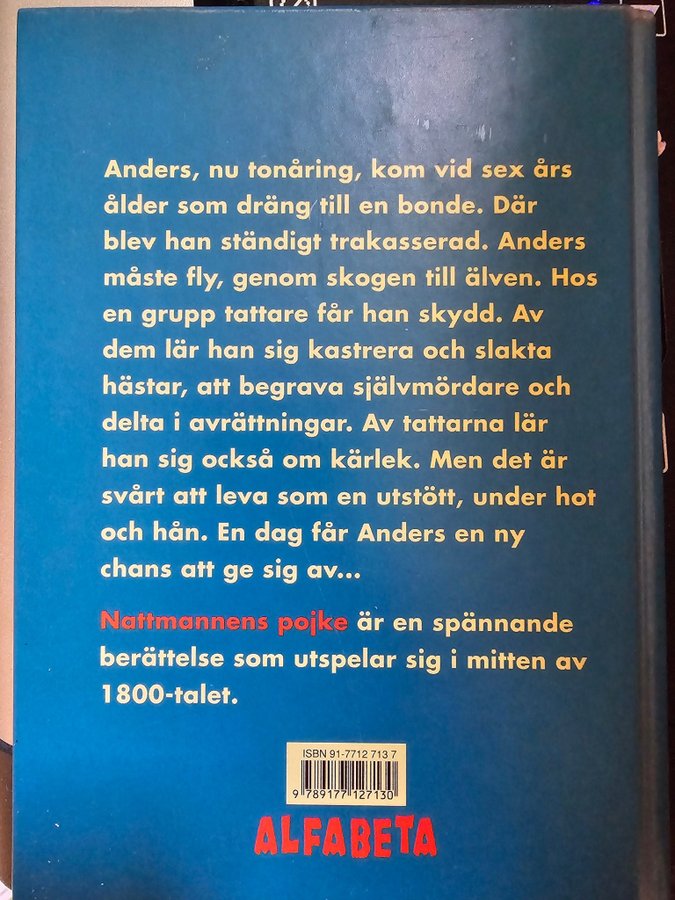 Anders, nu tonåring, kom vid sex års
ålder som dräng till en bonde. Där
blev han ständigt trakasserad. Anders
måste fly, genom skogen till älven. Hos
en grupp tattare får han skydd. Av
dem lär han sig kastrera och slakta
hästar, att begrava självmördare och
delta i avrättningar. Av tattarna lär
han sig också om kärlek. Men det är
svårt att leva som en utstött, under hot
och hån. En dag får Anders en ny
chans att ge sig av...
Nattmannens pojke är en spännande
berättelse som utspelar sig i mitten av
1800-talet.
ISBN 91-7712 713 7
9 789177 127130
ALFABETA